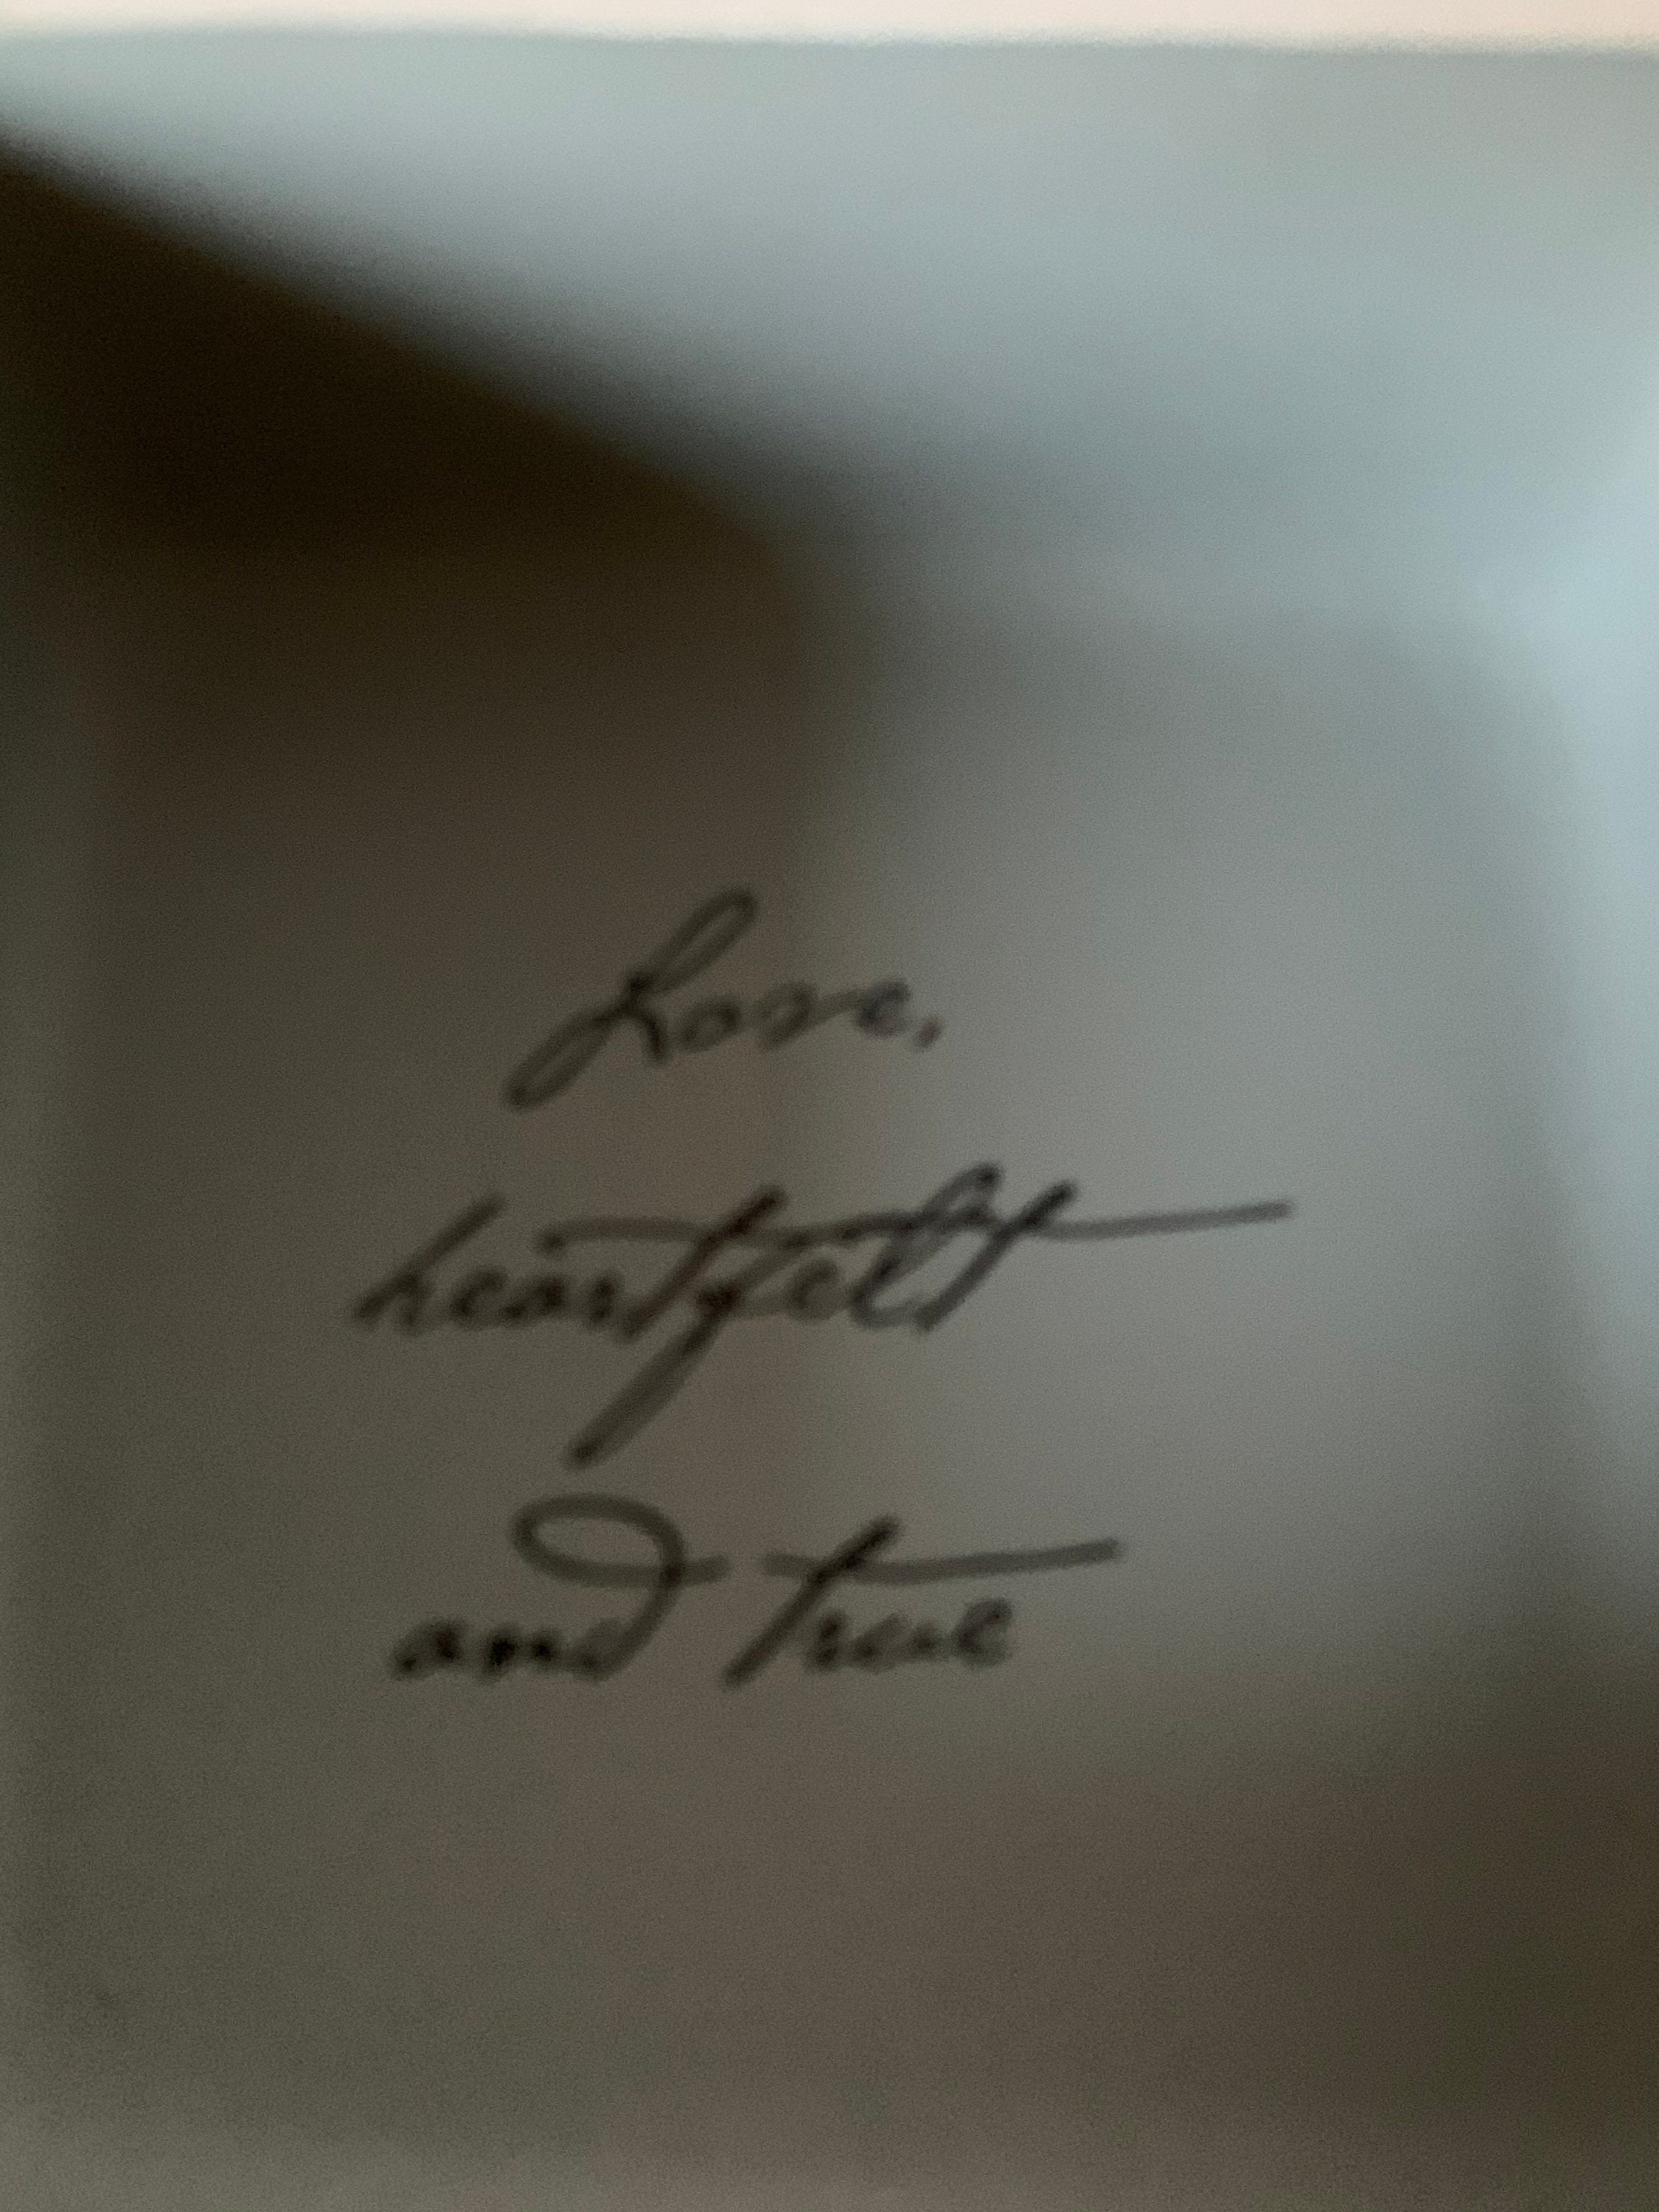 Love,
heartfelt
and true